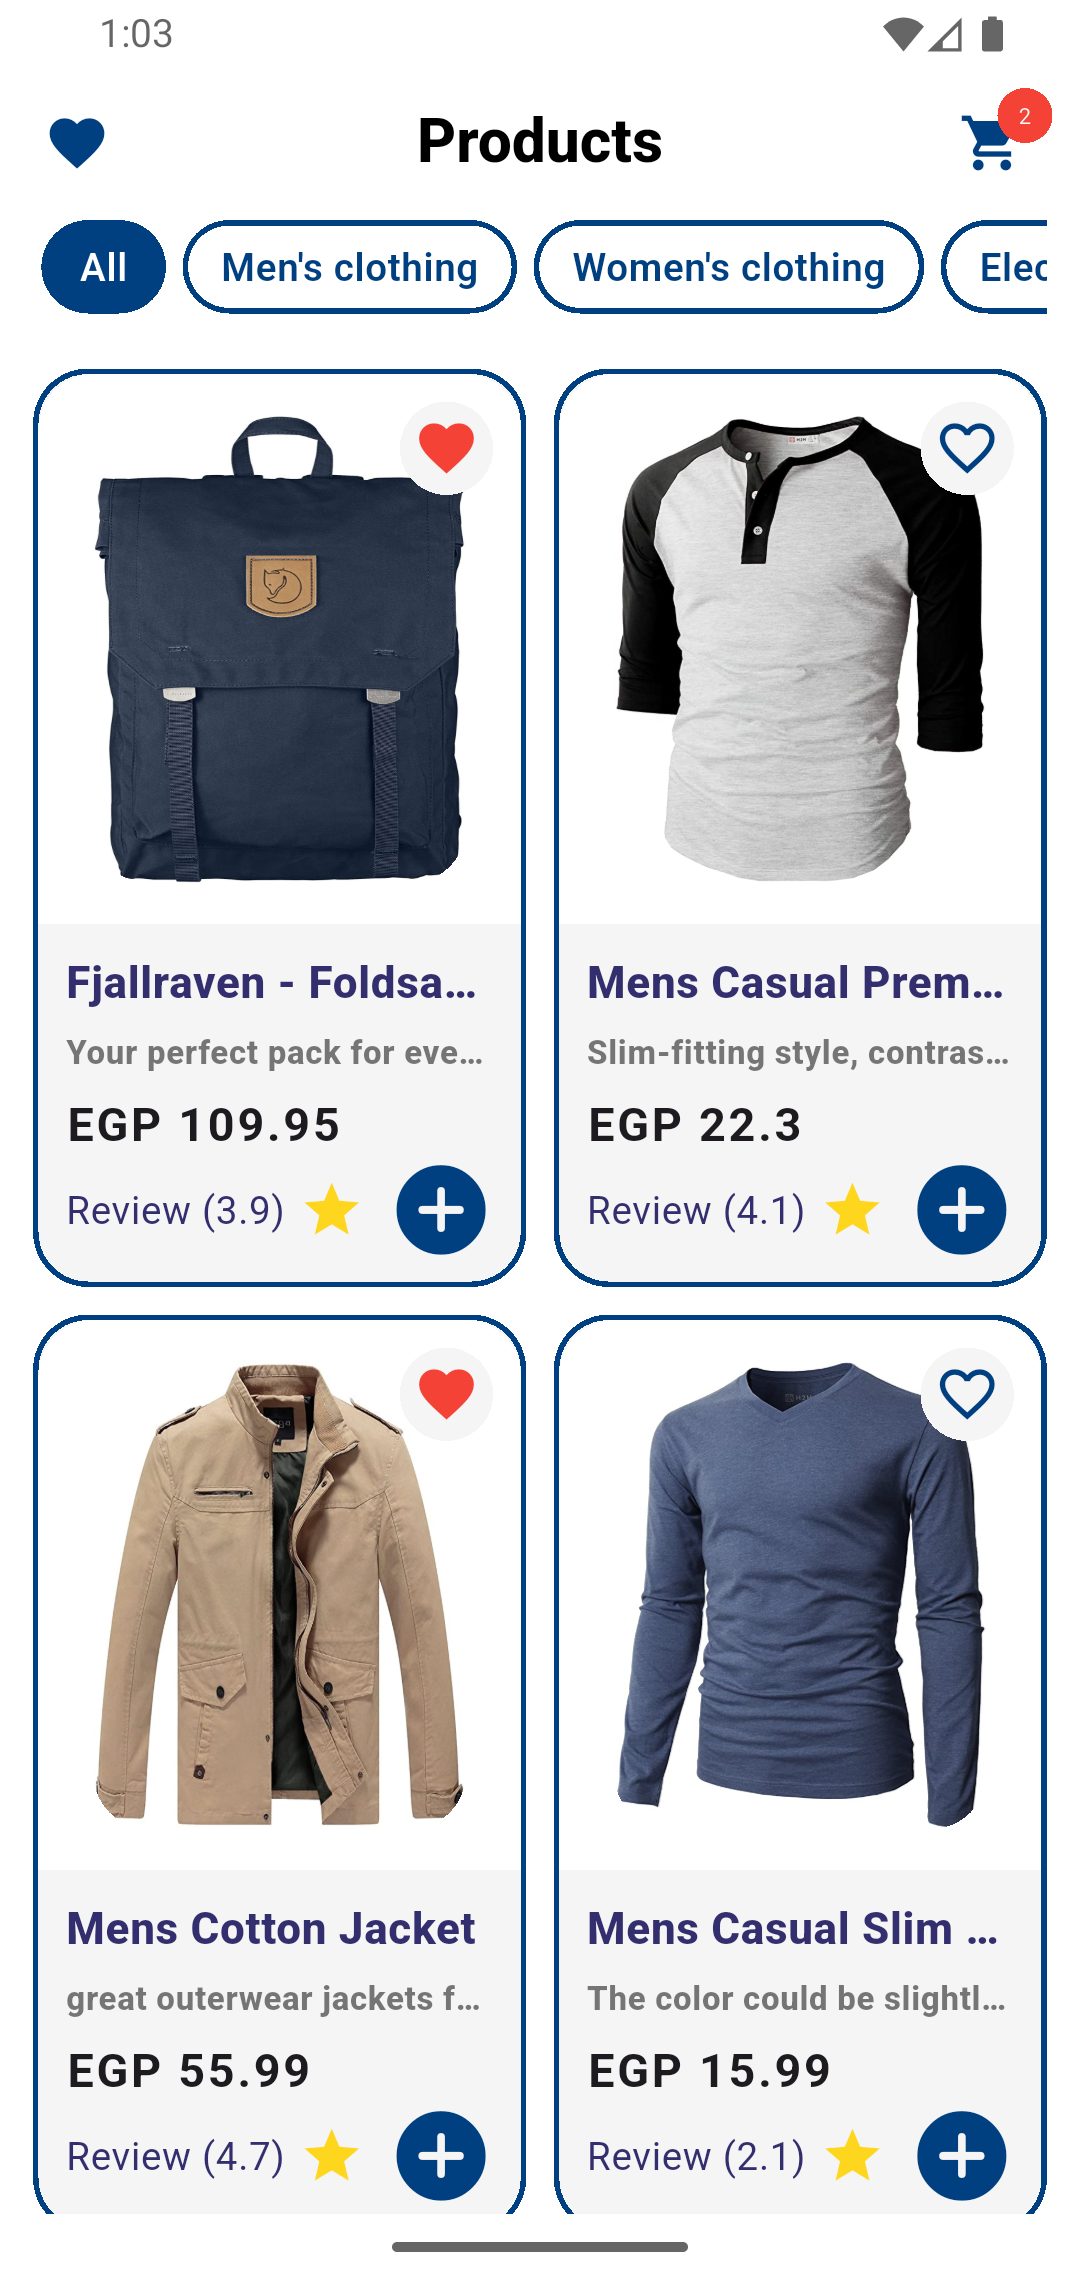 1:03
Products
2
All
Men's clothing
Women's clothing
Elec
Fjallraven - Foldsa...
Your perfect pack for eve...
EGP 109.95
Review (3.9)
Mens Casual Prem...
Slim-fitting style, contras...
EGP 22.3
Review (4.1)
Mens Cotton Jacket
great outerwear jackets f...
EGP 55.99
Review (4.7)
Mens Casual Slim ...
The color could be slightl...
EGP 15.99
Review (2.1)